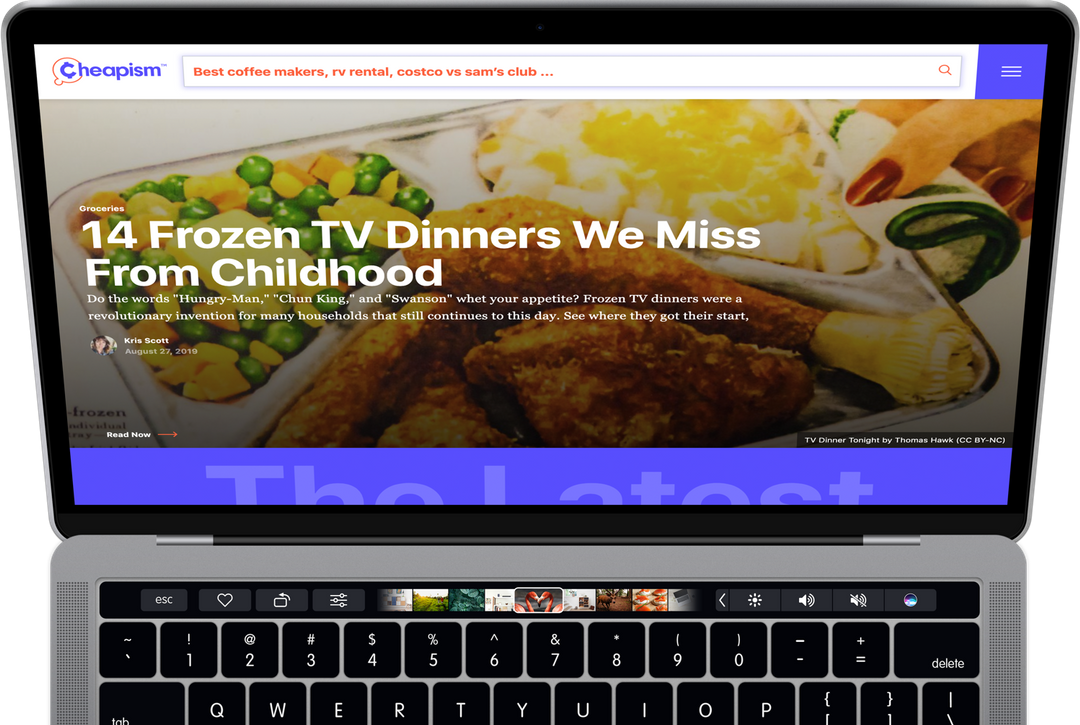 Cheapism™
Best coffee makers, rv rental, costco vs sam's club ...
Groceries
14 Frozen TV Dinners We Miss
From Childhood
Do the words "Hungry-Man," "Chun King," and "Swanson" whet your appetite? Frozen TV dinners were a
revolutionary invention for many households that still continues to this day. See where they got their start,
Kris Scott
August 27, 2019
-frozen
individual
Read Now
TV Dinner Tonight by Thomas Hawk (CC BY-NC)
The Latest
esc
~ ! @ # $ % ^ & * ( ) – +
` 1 2 3 4 5 6 7 8 9 0 - = delete
{ } |
tab Q W E R T Y U I O P [ ] \